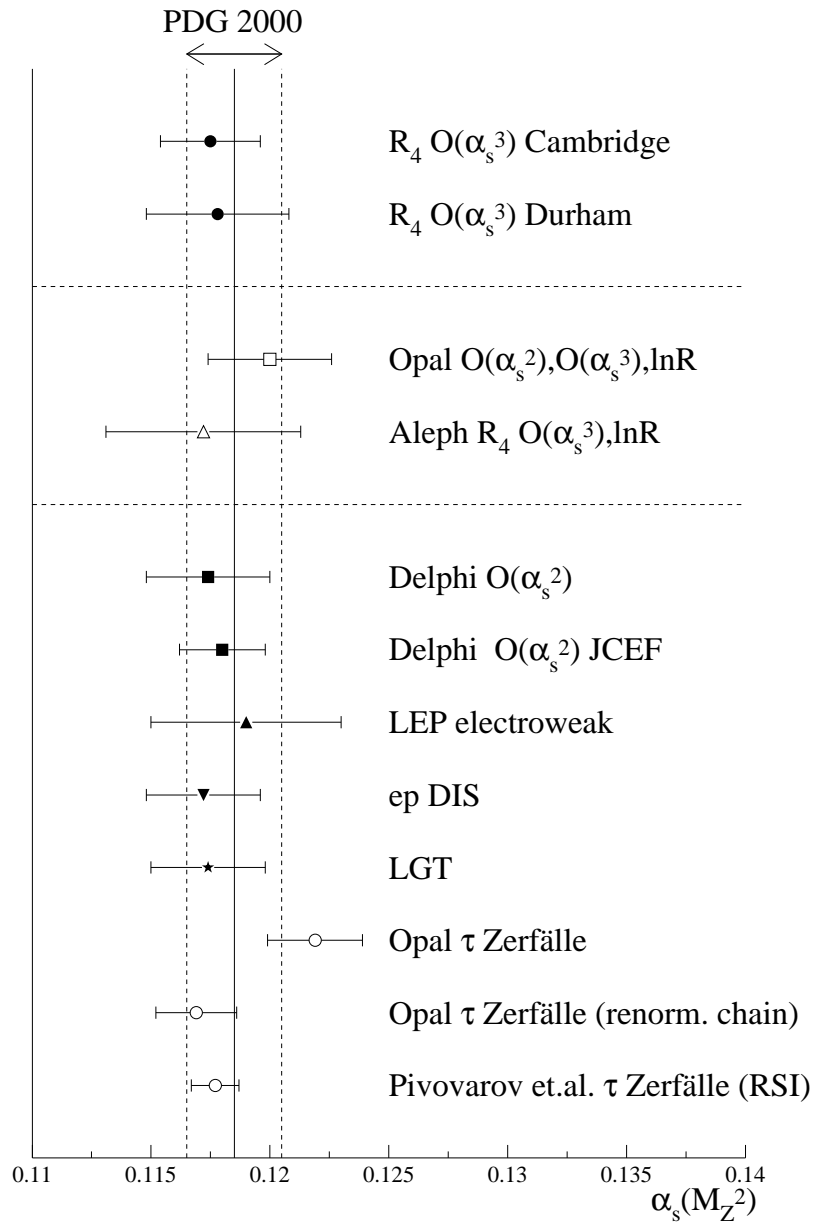 PDG 2000
R₄ O(αₛ³) Cambridge
R₄ O(αₛ³) Durham
Opal O(αₛ²),O(αₛ³),lnR
Aleph R₄ O(αₛ³),lnR
Delphi O(αₛ²)
Delphi O(αₛ²) JCEF
LEP electroweak
ep DIS
LGT
Opal τ Zerfälle
Opal τ Zerfälle (renorm. chain)
Pivovarov et.al. τ Zerfälle (RSI)
0.11 0.115 0.12 0.125 0.13 0.135 0.14
αₛ(M_Z²)